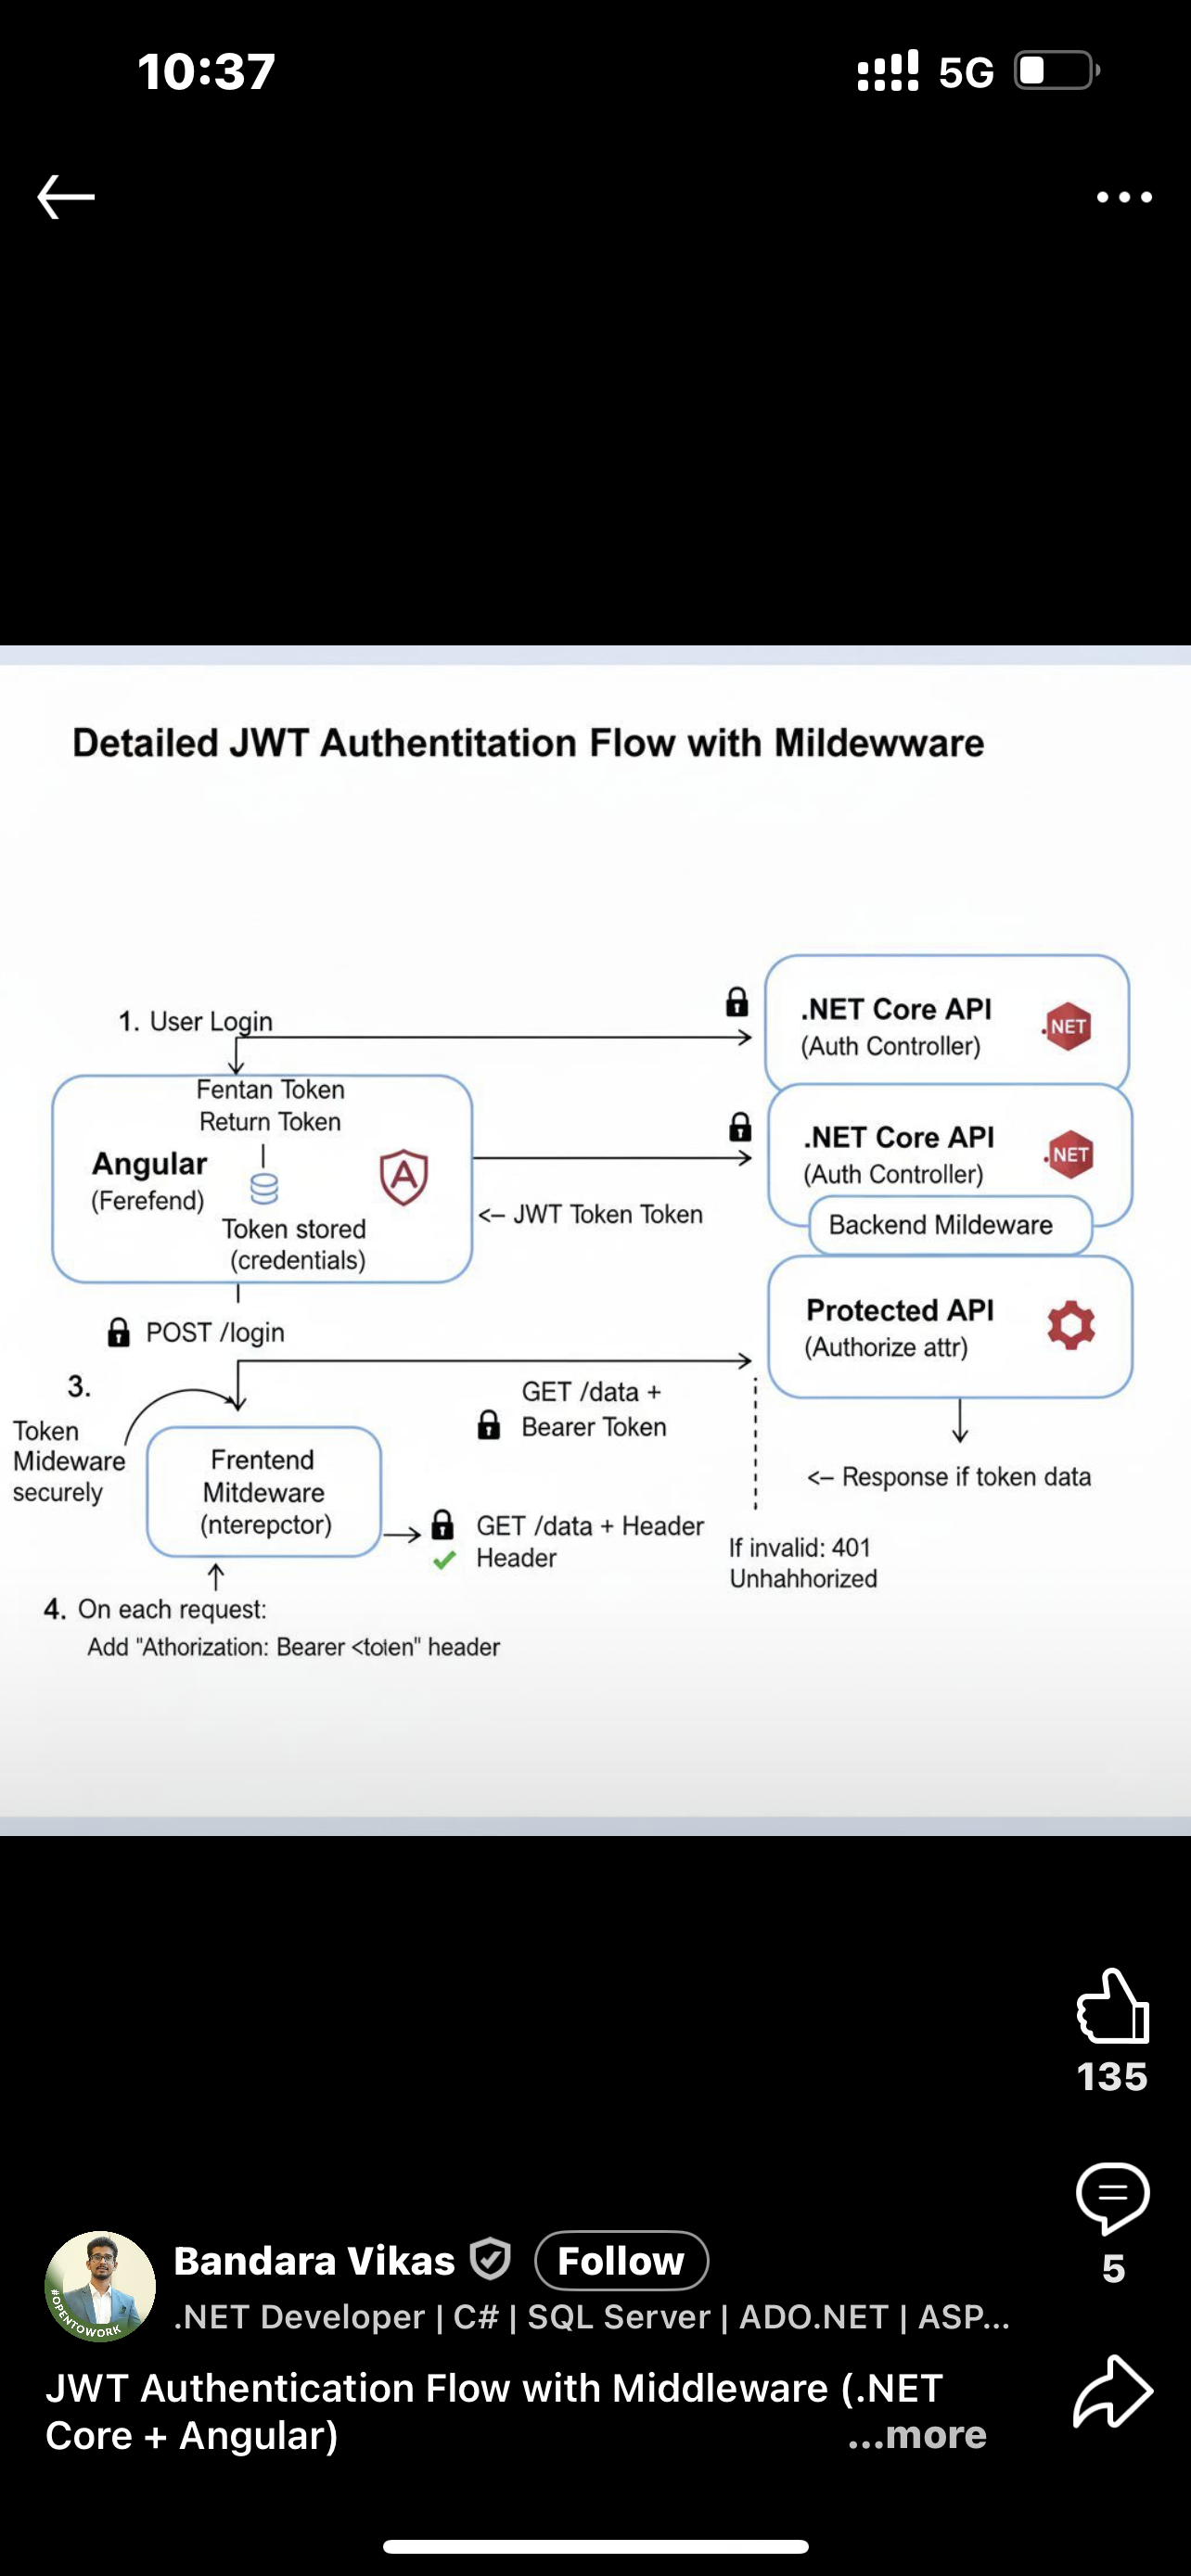 10:37
5G
Detailed JWT Authentitation Flow with Mildewware
1. User Login
.NET Core API
(Auth Controller)
.NET
Fentan Token
Return Token
Angular
(Ferefend)
A
Token stored
(credentials)
.NET Core API
(Auth Controller)
.NET
<– JWT Token Token
Backend Mildeware
POST /login
Protected API
(Authorize attr)
3.
Token
Mideware
securely
GET /data +
Bearer Token
Frentend
Mitdeware
(nterepctor)
<– Response if token data
GET /data + Header
Header
If invalid: 401
Unhahhorized
4. On each request:
Add "Athorization: Bearer <toien" header
135
5
#OPENTOWORK
Bandara Vikas
Follow
.NET Developer | C# | SQL Server | ADO.NET | ASP...
JWT Authentication Flow with Middleware (.NET
Core + Angular)
...more